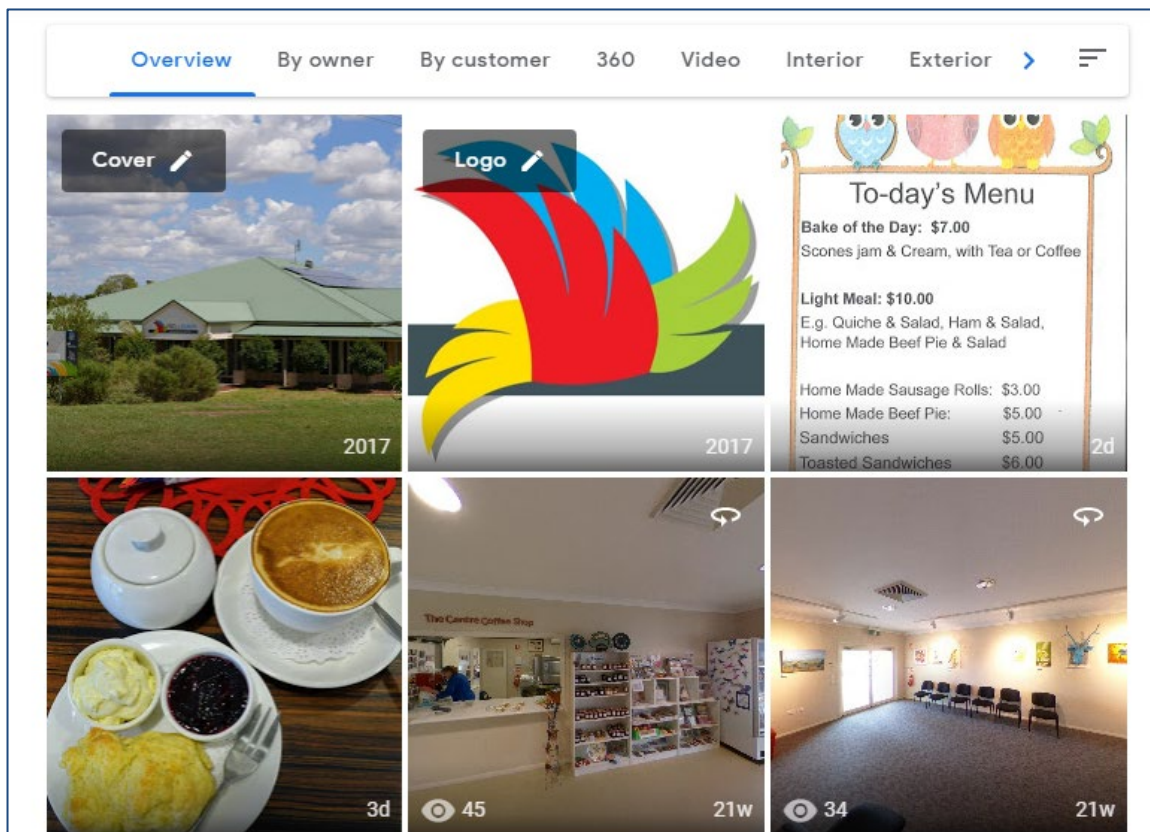 Overview By owner By customer 360 Video Interior Exterior
Cover
2017
Logo
2017
To-day's Menu
Bake of the Day: $7.00
Scones jam & Cream, with Tea or Coffee
Light Meal: $10.00
E.g. Quiche & Salad, Ham & Salad,
Home Made Beef Pie & Salad
Home Made Sausage Rolls: $3.00
Home Made Beef Pie: $5.00
Sandwiches $5.00
Toasted Sandwiches $6.00
2d
3d
The Centre Coffee Shop
45
21w
34
21w